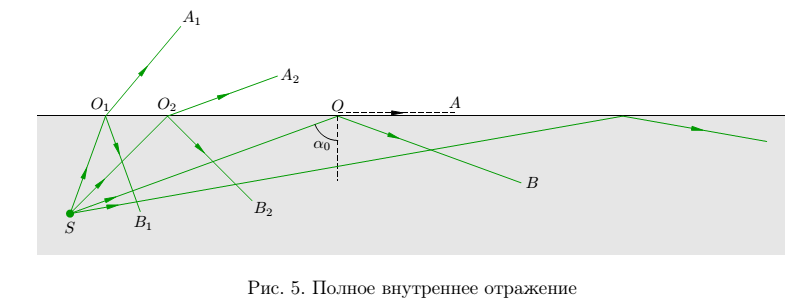 A₁
A₂
O₁
O₂
O
A
α₀
B
B₁
B₂
S
Рис. 5. Полное внутреннее отражение